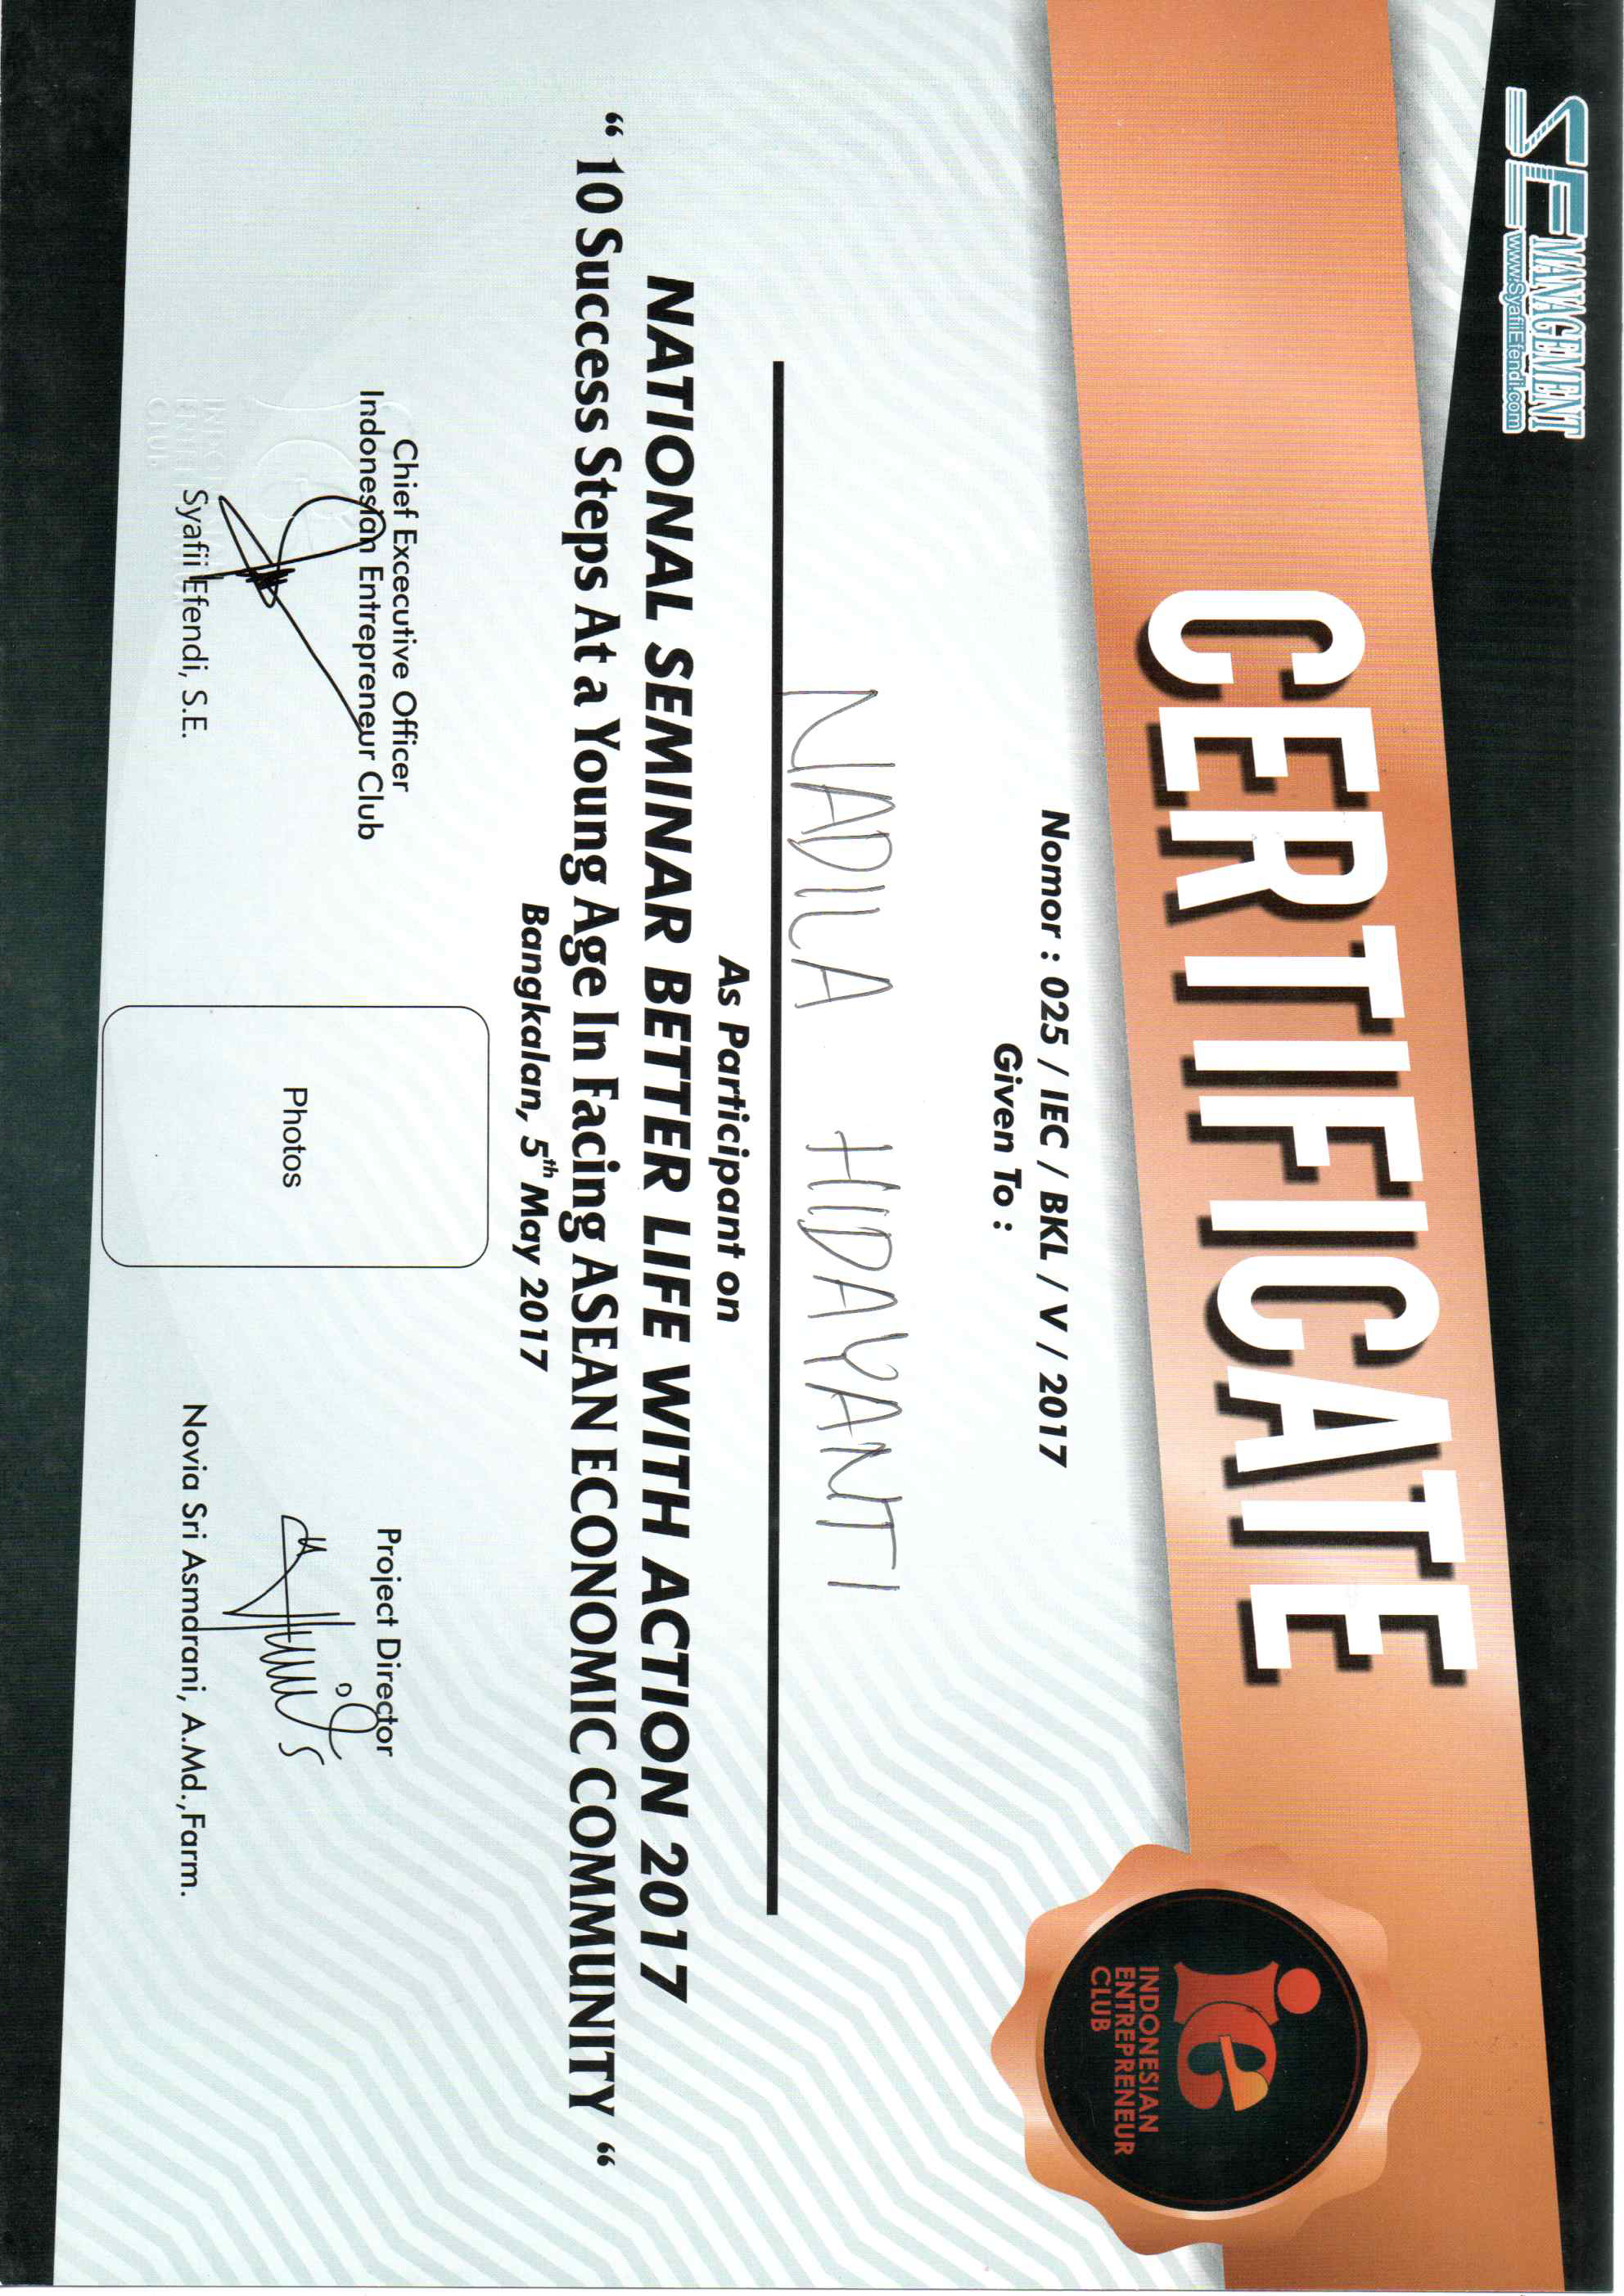 SE MANAGEMENT
www.SyafiiEfendi.com
CERTIFICATE
ie
INDONESIAN
ENTREPRENEUR
CLUB
Nomor : 025 / IEC / BKL / V / 2017
Given To :
NADILA HIDAYANTI
As Participant on
NATIONAL SEMINAR BETTER LIFE WITH ACTION 2017
“ 10 Success Steps At a Young Age In Facing ASEAN ECONOMIC COMMUNITY “
Bangkalan, 5th May 2017
Chief Excecutive Officer
Indonesian Entrepreneur Club
Syafii Efendi, S.E.
INDONESIAN
ENTREPRENEUR
CLUB
Photos
Project Director
Novia Sri Asmarani, A.Md.,Farm.